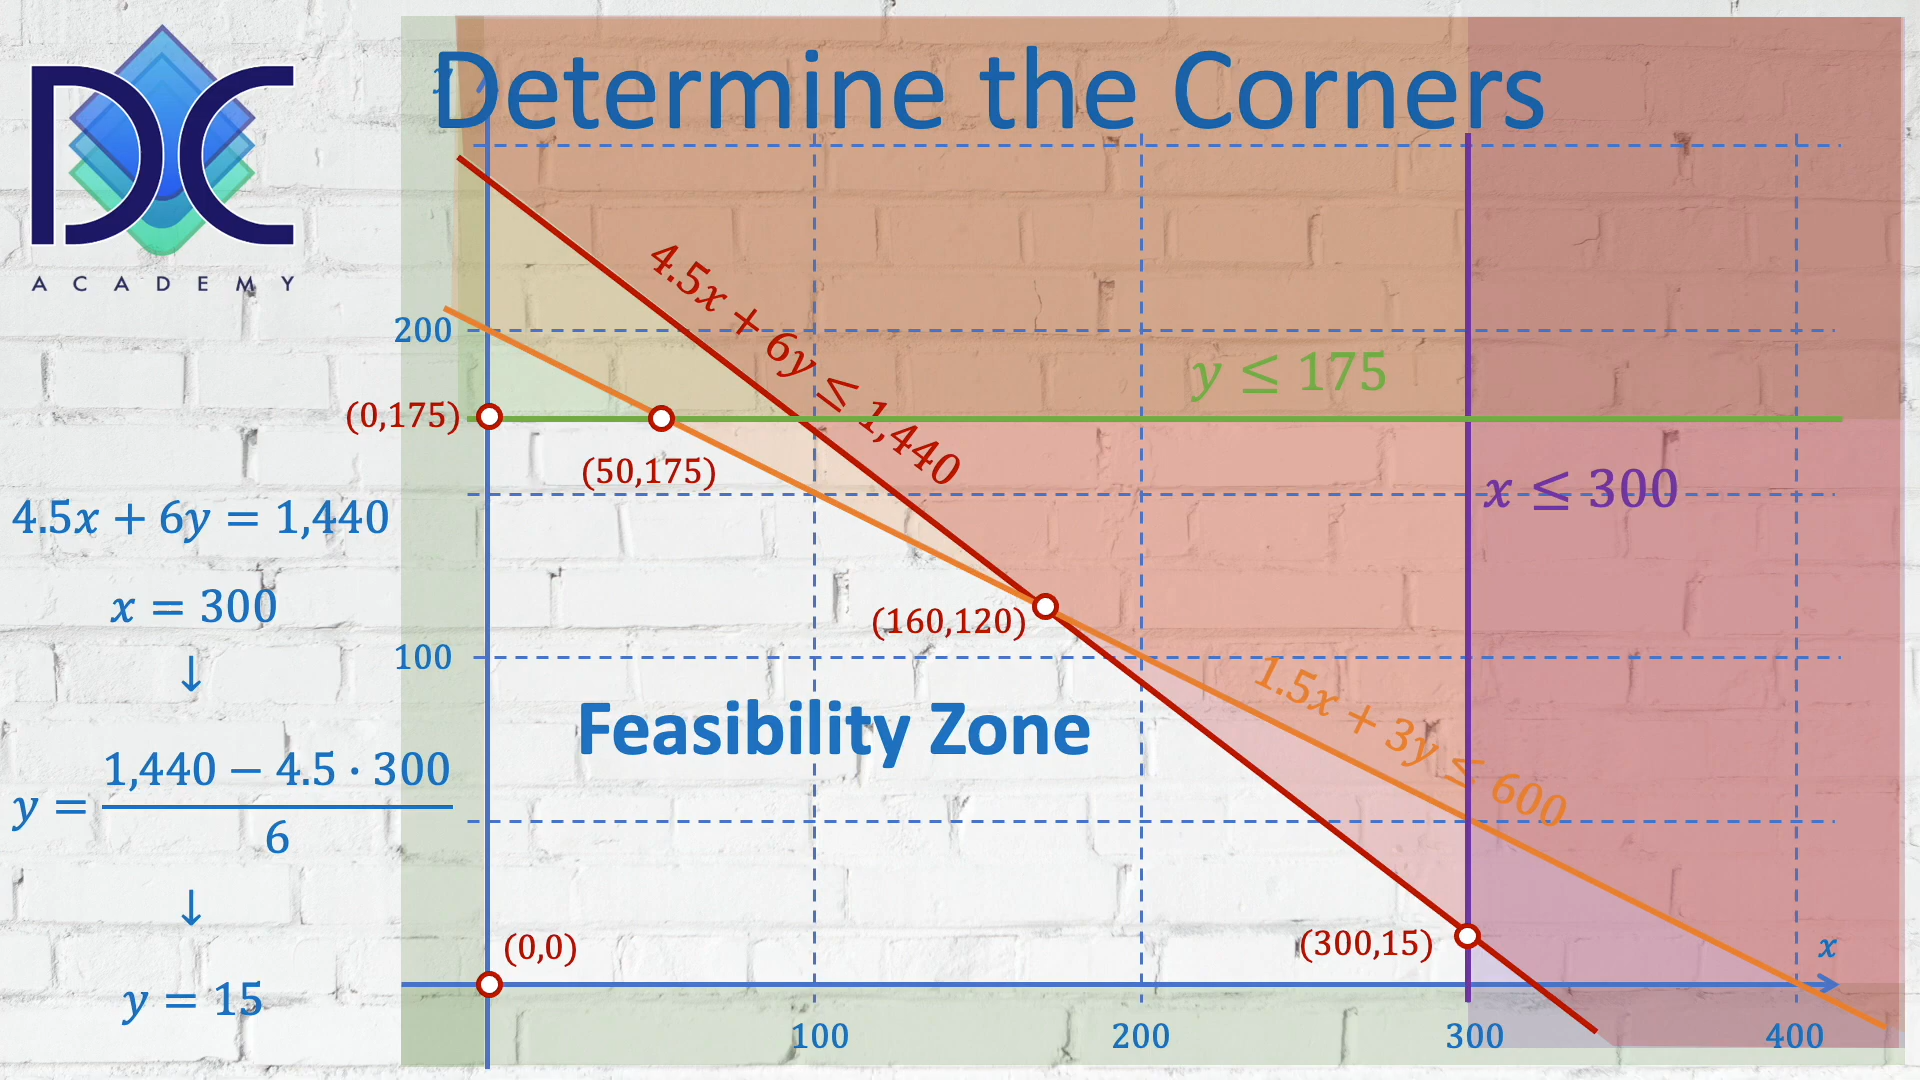 DC
ACADEMY
Determine the Corners
y
4.5x + 6y ≤ 1,440
200
y ≤ 175
(0,175)
(50,175)
x ≤ 300
4.5x + 6y = 1,440
x = 300
↓
(160,120)
100
1.5x + 3y ≤ 600
Feasibility Zone
y = \frac{1,440 − 4.5 · 300}{6}
↓
(0,0)
(300,15)
x
y = 15
100 200 300 400